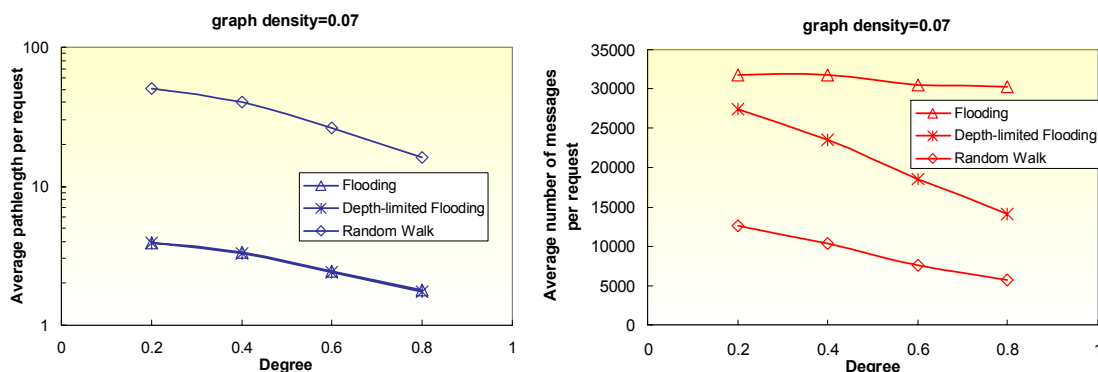 graph density=0.07
Average pathlength per request
100
10
1
0
0.2
0.4
0.6
0.8
1
Degree
Flooding
Depth-limited Flooding
Random Walk
graph density=0.07
Average number of messages
per request
35000
30000
25000
20000
15000
10000
5000
0
0
0.2
0.4
0.6
0.8
1
Degree
Flooding
Depth-limited Flooding
Random Walk